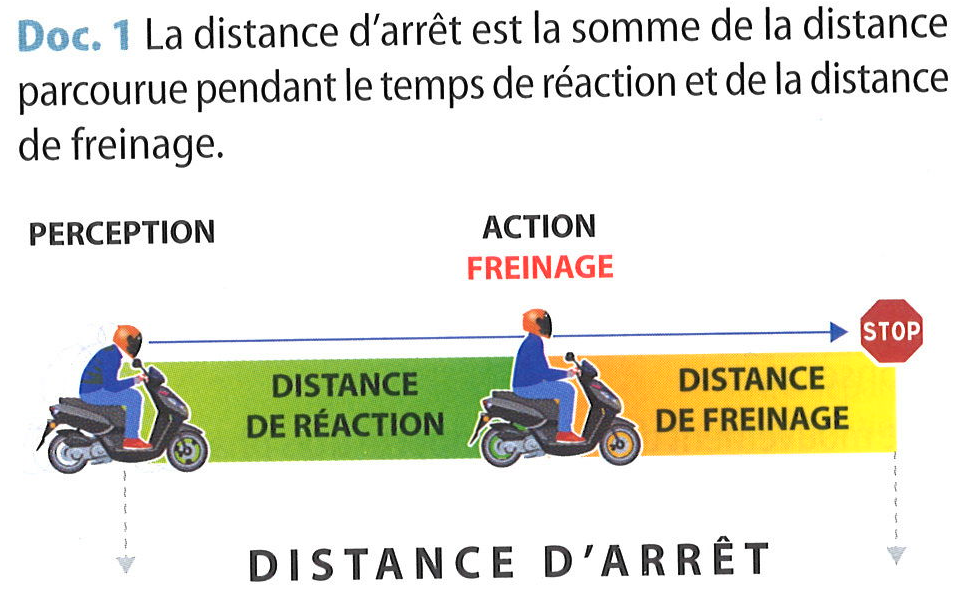 Doc. 1 La distance d'arrêt est la somme de la distance
parcourue pendant le temps de réaction et de la distance
de freinage.
PERCEPTION
ACTION
FREINAGE
STOP
DISTANCE
DE RÉACTION
DISTANCE
DE FREINAGE
DISTANCE D'ARRÊT